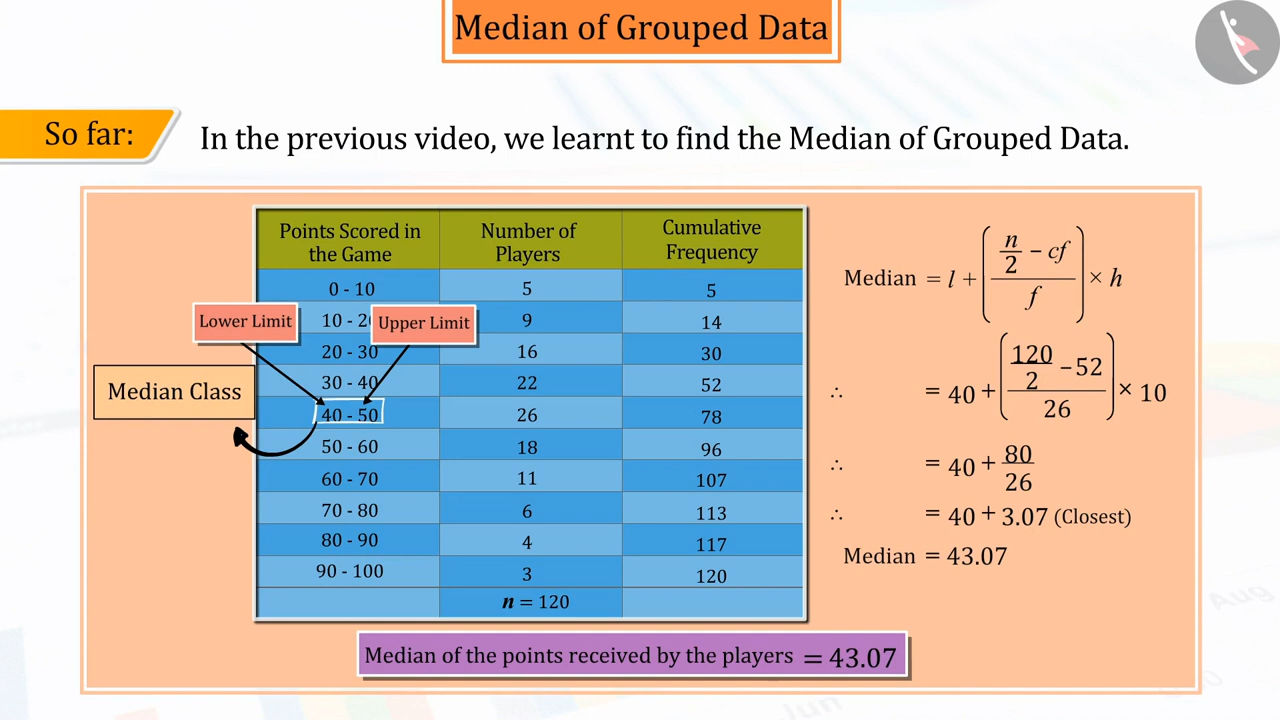 Median of Grouped Data
So far:
In the previous video, we learnt to find the Median of Grouped Data.
Points Scored in the Game | Number of Players | Cumulative Frequency
0 - 10 | 5 | 5
10 - 20 | 9 | 14
20 - 30 | 16 | 30
30 - 40 | 22 | 52
40 - 50 | 26 | 78
50 - 60 | 18 | 96
60 - 70 | 11 | 107
70 - 80 | 6 | 113
80 - 90 | 4 | 117
90 - 100 | 3 | 120
n = 120
Lower Limit
Upper Limit
Median Class
Median = l + ( (n/2 − cf) / f ) × h
∴ = 40 + ( (120/2 − 52) / 26 ) × 10
∴ = 40 + 80/26
∴ = 40 + 3.07 (Closest)
Median = 43.07
Median of the points received by the players = 43.07
Aug
Jun